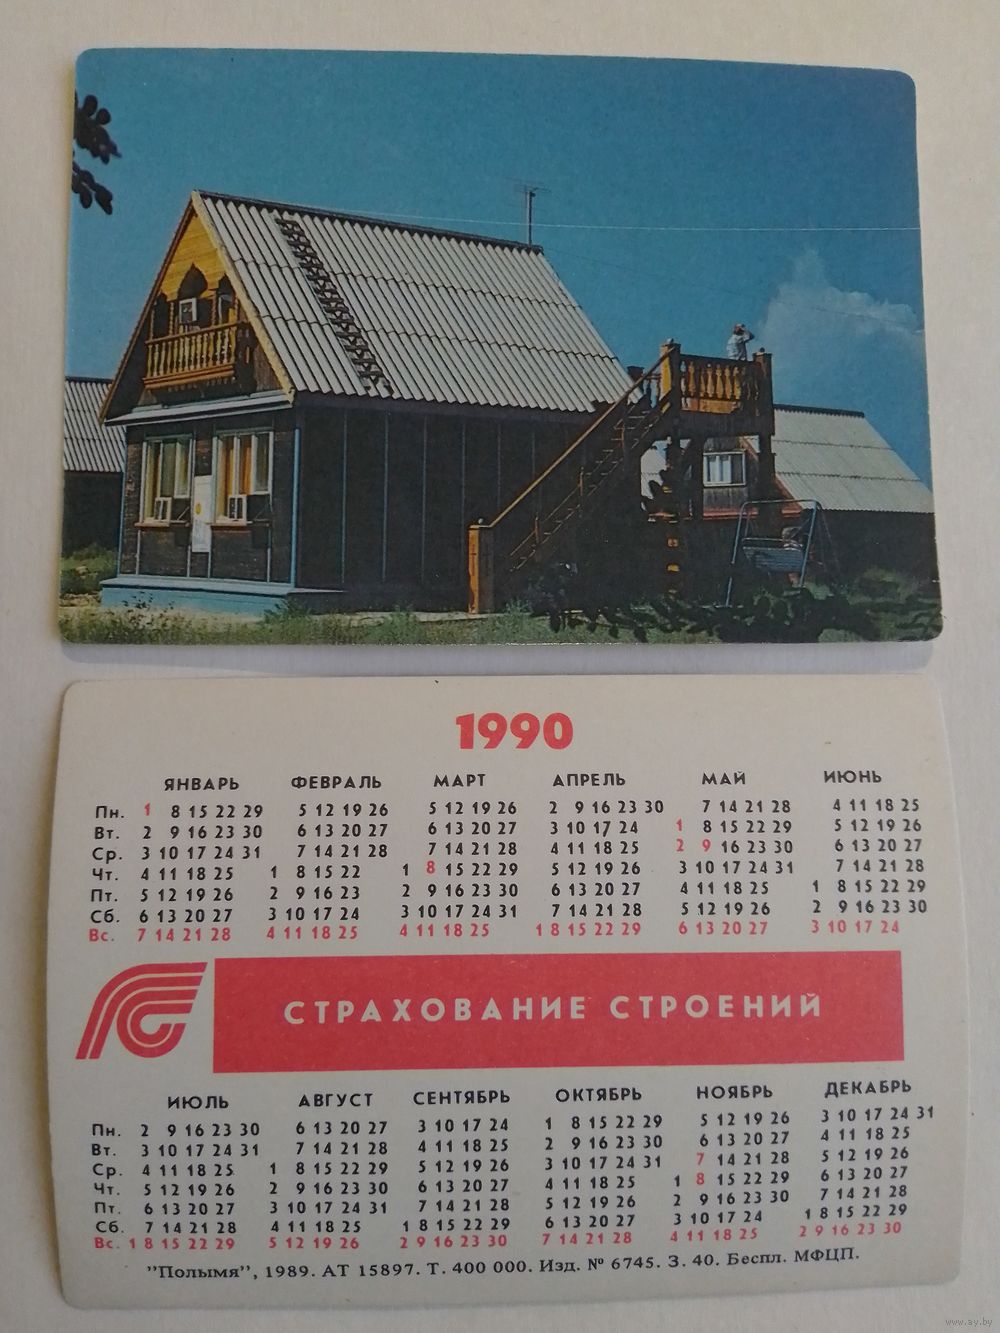 1990
ЯНВАРЬ ФЕВРАЛЬ МАРТ АПРЕЛЬ МАЙ ИЮНЬ
Пн. 1 8 15 22 29 5 12 19 26 5 12 19 26 2 9 16 23 30 7 14 21 28 4 11 18 25
Вт. 2 9 16 23 30 6 13 20 27 6 13 20 27 3 10 17 24 1 8 15 22 29 5 12 19 26
Ср. 3 10 17 24 31 7 14 21 28 7 14 21 28 4 11 18 25 2 9 16 23 30 6 13 20 27
Чт. 4 11 18 25 1 8 15 22 1 8 15 22 29 5 12 19 26 3 10 17 24 31 7 14 21 28
Пт. 5 12 19 26 2 9 16 23 2 9 16 23 30 6 13 20 27 4 11 18 25 1 8 15 22 29
Сб. 6 13 20 27 3 10 17 24 3 10 17 24 31 7 14 21 28 5 12 19 26 2 9 16 23 30
Вс. 7 14 21 28 4 11 18 25 4 11 18 25 1 8 15 22 29 6 13 20 27 3 10 17 24
СТРАХОВАНИЕ СТРОЕНИЙ
ИЮЛЬ АВГУСТ СЕНТЯБРЬ ОКТЯБРЬ НОЯБРЬ ДЕКАБРЬ
Пн. 2 9 16 23 30 6 13 20 27 3 10 17 24 1 8 15 22 29 5 12 19 26 3 10 17 24 31
Вт. 3 10 17 24 31 7 14 21 28 4 11 18 25 2 9 16 23 30 6 13 20 27 4 11 18 25
Ср. 4 11 18 25 1 8 15 22 29 5 12 19 26 3 10 17 24 31 7 14 21 28 5 12 19 26
Чт. 5 12 19 26 2 9 16 23 30 6 13 20 27 4 11 18 25 1 8 15 22 29 6 13 20 27
Пт. 6 13 20 27 3 10 17 24 31 7 14 21 28 5 12 19 26 2 9 16 23 30 7 14 21 28
Сб. 7 14 21 28 4 11 18 25 1 8 15 22 29 6 13 20 27 3 10 17 24 1 8 15 22 29
Вс. 1 8 15 22 29 5 12 19 26 2 9 16 23 30 7 14 21 28 4 11 18 25 2 9 16 23 30
"Полымя", 1989. АТ 15897. Т. 400 000. Изд. № 6745. З. 40. Беспл. МФЦП.
www.ay.by